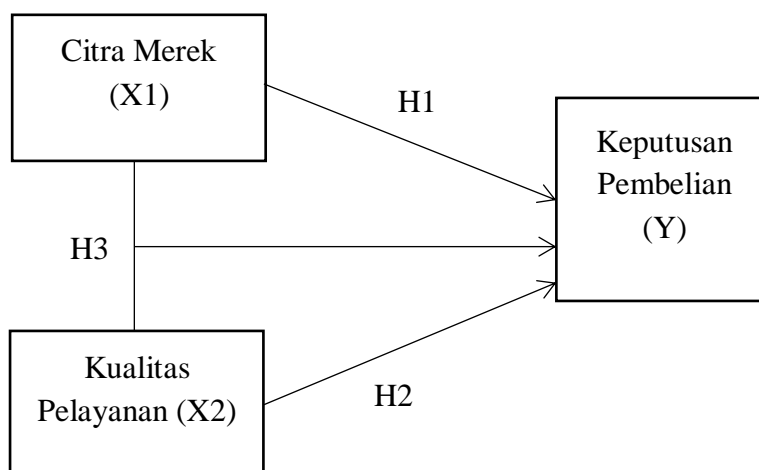 Citra Merek
(X1)
H1
Keputusan
Pembelian
(Y)
H3
Kualitas
Pelayanan (X2)
H2